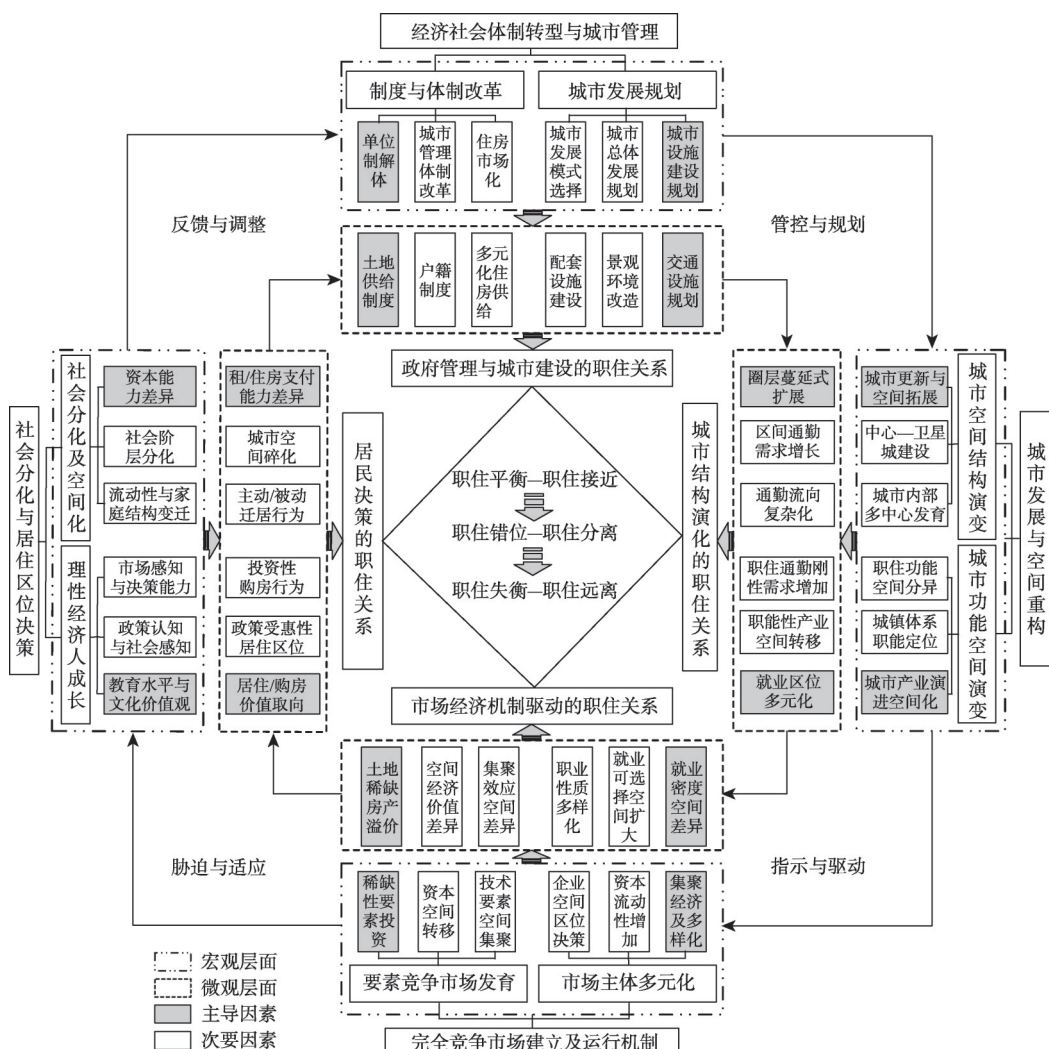 经济社会体制转型与城市管理
制度与体制改革
城市发展规划
单位
制解
体
城市
管理
体制
改革
住房
市场
化
城市
发展
模式
选择
城市
总体
发展
规划
城市
设施
建设
规划
反馈与调整
管控与规划
土地
供给
制度
户籍
制度
多元
化住
房供
给
配套
设施
建设
景观
环境
改造
交通
设施
规划
政府管理与城市建设的职住关系
社会分化与居住区位决策
社会分化及空间化
理性经济人成长
资本能
力差异
社会阶
层分化
流动性与家
庭结构变迁
市场感知
与决策能力
政策认知
与社会感知
教育水平与
文化价值观
租/住房支付
能力差异
城市空
间碎化
主动/被动
迁居行为
投资性
购房行为
政策受惠性
居住区位
居住/购房
价值取向
居民决策的职住关系
职住平衡—职住接近
职住错位—职住分离
职住失衡—职住远离
城市结构演化的职住关系
圈层蔓延式
扩展
区间通勤
需求增长
通勤流向
复杂化
职住通勤刚
性需求增加
职能性产业
空间转移
就业区位
多元化
城市更新与
空间拓展
中心—卫星
城建设
城市内部
多中心发育
职住功能
空间分异
城镇体系
职能定位
城市产业演
进空间化
城市空间结构演变
城市功能空间演变
城市发展与空间重构
市场经济机制驱动的职住关系
土地
稀缺
房产
溢价
空间
经济
价值
差异
集聚
效应
空间
差异
职业
性质
多样
化
就业
可选
择空
间扩
大
就业
密度
空间
差异
胁迫与适应
指示与驱动
稀缺
性要
素投
资
资本
空间
转移
技术
要素
空间
集聚
企业
空间
区位
决策
资本
流动
性增
加
集聚
经济
及多
样化
要素竞争市场发育
市场主体多元化
完全竞争市场建立及运行机制
宏观层面
微观层面
主导因素
次要因素